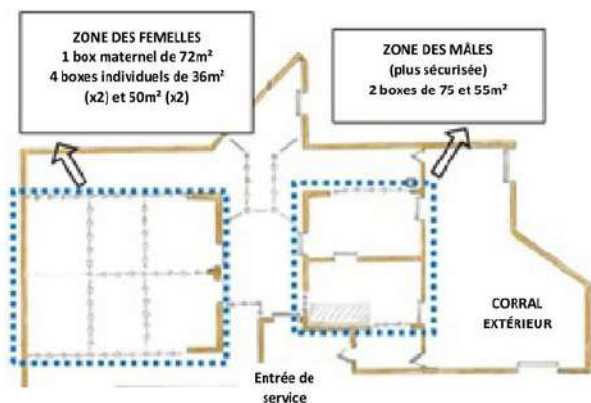 ZONE DES FEMELLES
1 box maternel de 72m²
4 boxes individuels de 36m²
(x2) et 50m² (x2)
ZONE DES MÂLES
(plus sécurisée)
2 boxes de 75 et 55m²
CORRAL
EXTÉRIEUR
Entrée de
service